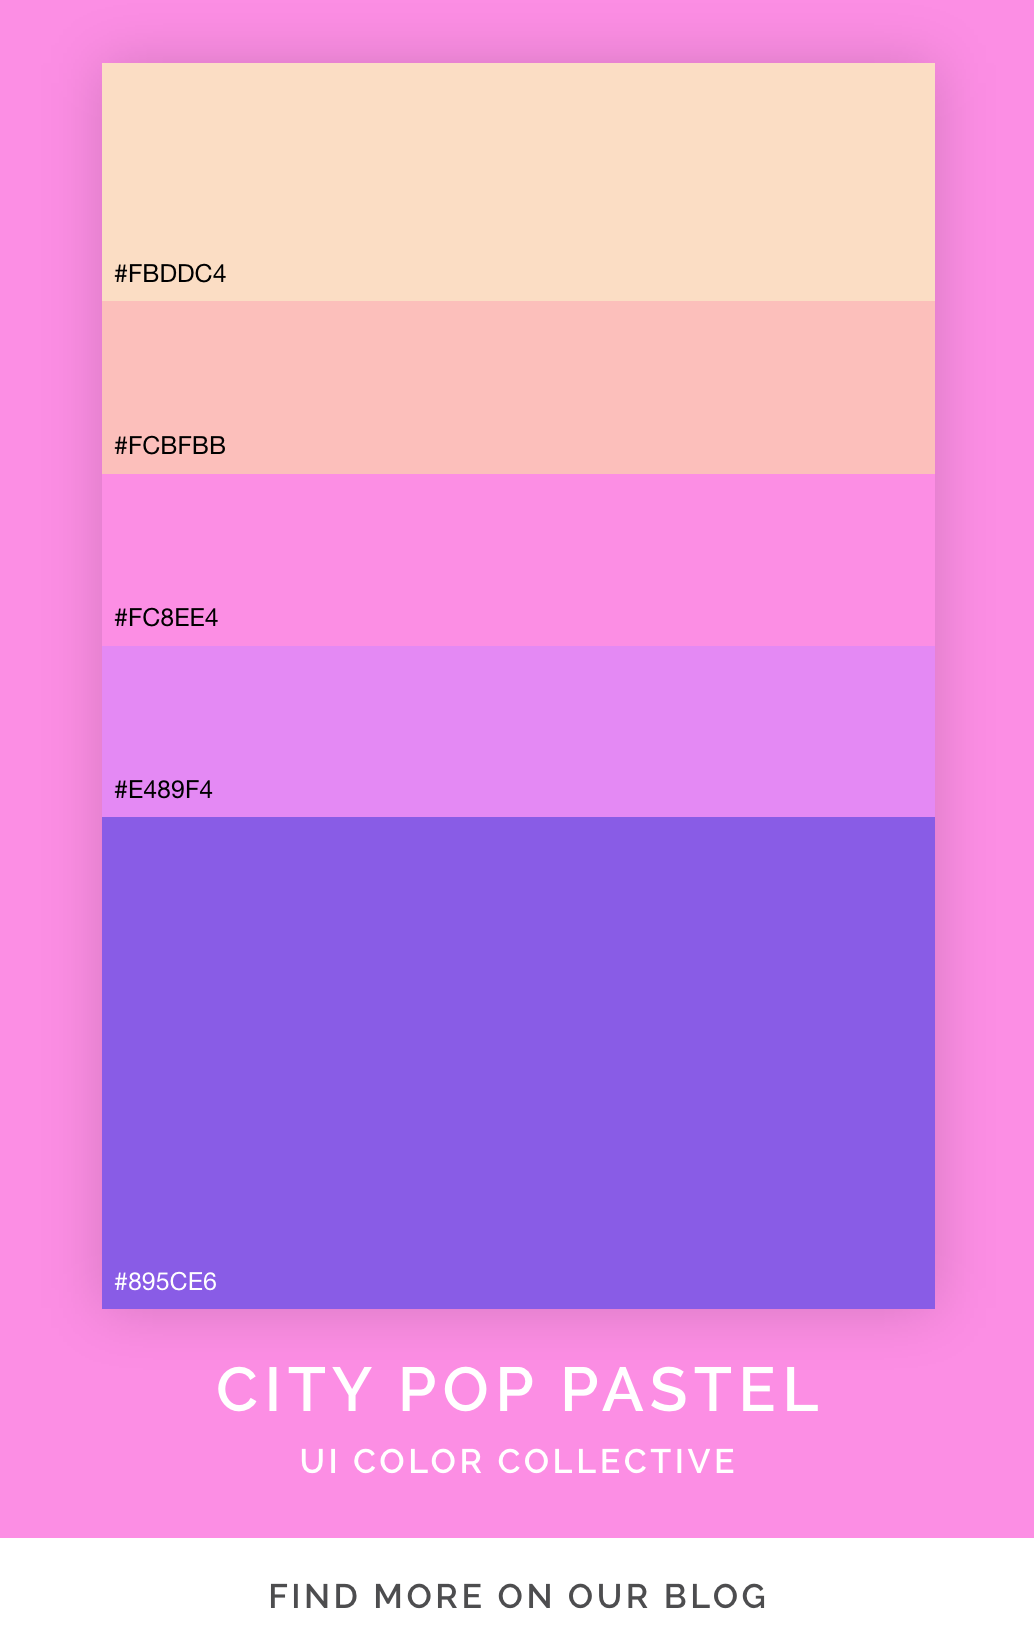 #FBDDC4
#FCBFBB
#FC8EE4
#E489F4
#895CE6
CITY POP PASTEL
UI COLOR COLLECTIVE
FIND MORE ON OUR BLOG